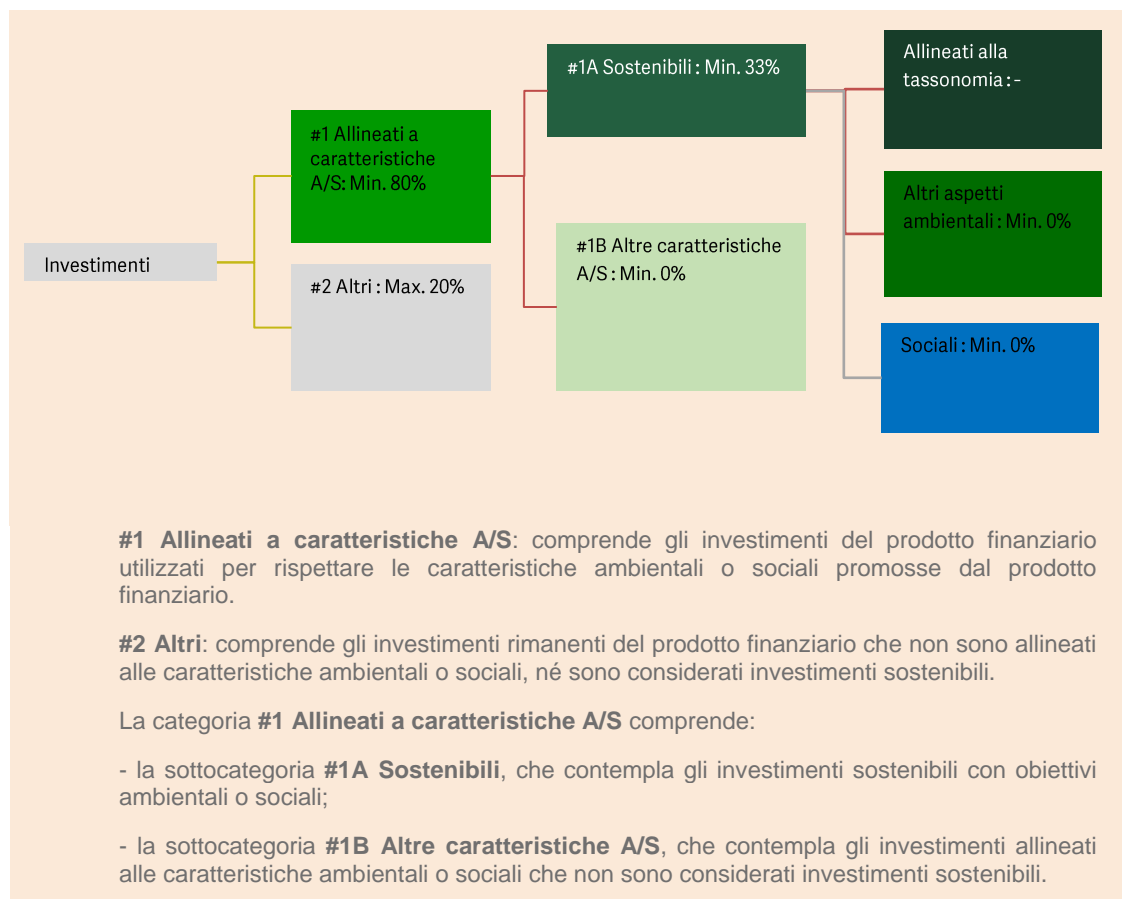 Investimenti
#1 Allineati a
caratteristiche
A/S: Min. 80%
#2 Altri : Max. 20%
#1A Sostenibili : Min. 33%
#1B Altre caratteristiche
A/S : Min. 0%
Allineati alla
tassonomia : -
Altri aspetti
ambientali : Min. 0%
Sociali : Min. 0%
#1 Allineati a caratteristiche A/S: comprende gli investimenti del prodotto finanziario
utilizzati per rispettare le caratteristiche ambientali o sociali promosse dal prodotto
finanziario.
#2 Altri: comprende gli investimenti rimanenti del prodotto finanziario che non sono allineati
alle caratteristiche ambientali o sociali, né sono considerati investimenti sostenibili.
La categoria #1 Allineati a caratteristiche A/S comprende:
- la sottocategoria #1A Sostenibili, che contempla gli investimenti sostenibili con obiettivi
ambientali o sociali;
- la sottocategoria #1B Altre caratteristiche A/S, che contempla gli investimenti allineati
alle caratteristiche ambientali o sociali che non sono considerati investimenti sostenibili.